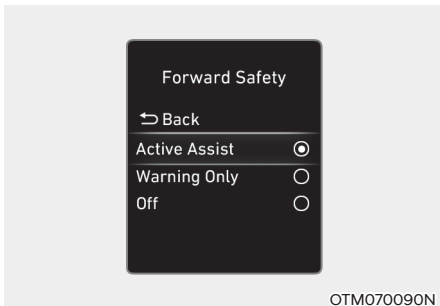 Forward Safety
Back
Active Assist
Warning Only
Off
OTM070090N